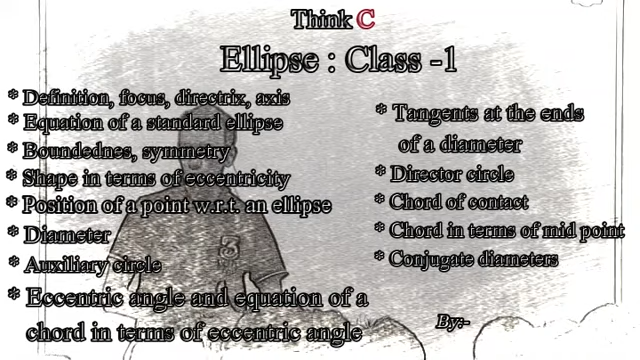 Think C
Ellipse : Class -1
* Definition, focus, directrix, axis
* Equation of a standard ellipse
* Boundednes, symmetry
* Shape in terms of eccentricity
* Position of a point w.r.t. an ellipse
* Diameter
* Auxiliary circle
* Eccentric angle and equation of a
chord in terms of eccentric angle
* Tangents at the ends
of a diameter
* Director circle
* Chord of contact
* Chord in terms of mid point
* Conjugate diameters
By:-